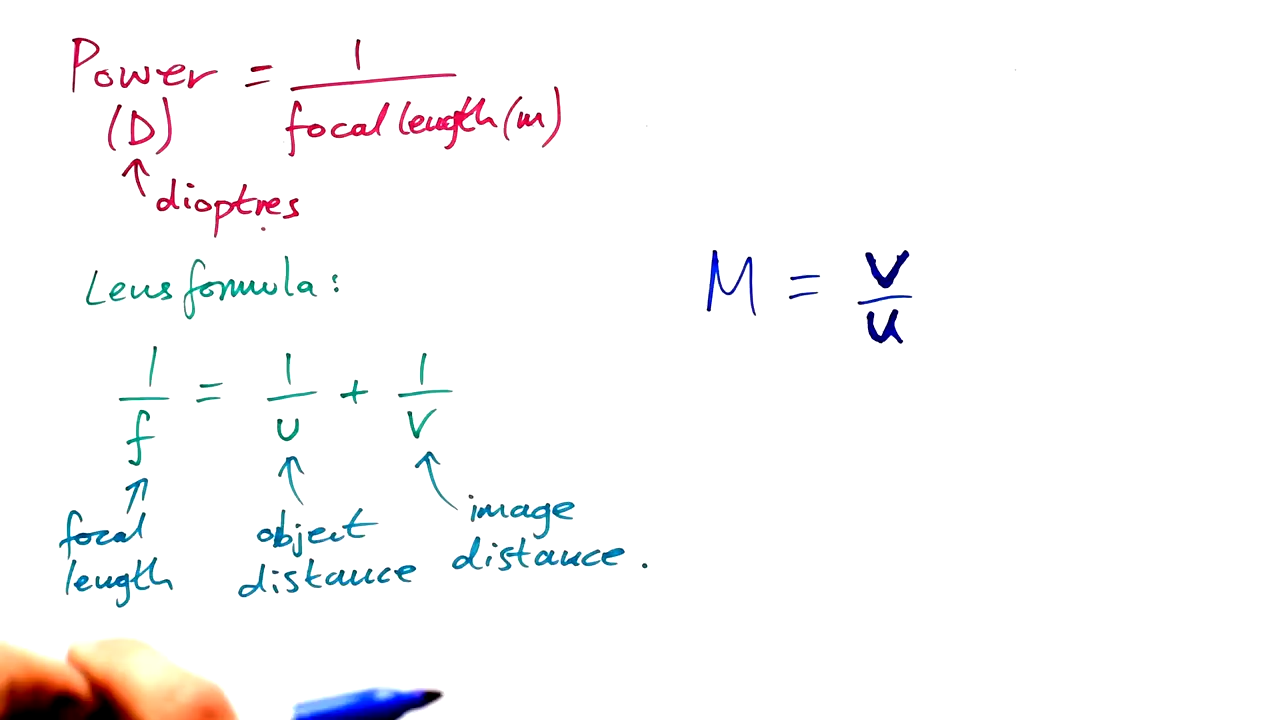 Power = 1 / focal length (m)
(D)
↑ dioptres
Lens formula:
1/f = 1/u + 1/v
focal length
object distance
image distance.
M = v/u